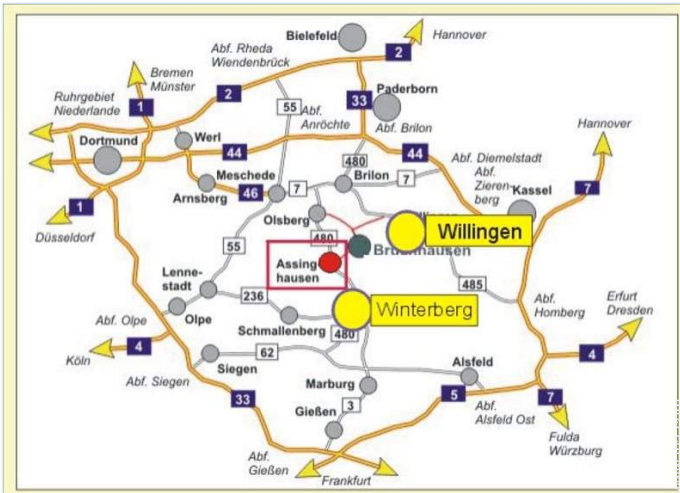 Bielefeld
2
Hannover
Abf. Rheda
Wiendenbrück
Bremen
Münster
Ruhrgebiet
Niederlande
1
2
55
33
Paderborn
Abf.
Anröchte
Abf. Brilon
Hannover
Dortmund
Werl
44
480
44
Abf. Diemelstadt
Abf.
Zieren-
berg
Kassel
7
Meschede
46
7
Brilon
7
Arnsberg
1
Düsseldorf
Olsberg
480
Willingen
55
Assing
hausen
Lenne-
stadt
236
485
Winterberg
Abf.
Homberg
Erfurt
Dresden
Abf. Olpe
Olpe
Schmallenberg
480
4
Köln
62
Siegen
4
Abf. Siegen
Alsfeld
Marburg
33
3
5
7
Gießen
Abf.
Alsfeld Ost
Fulda
Würzburg
Abf.
Gießen
Frankfurt